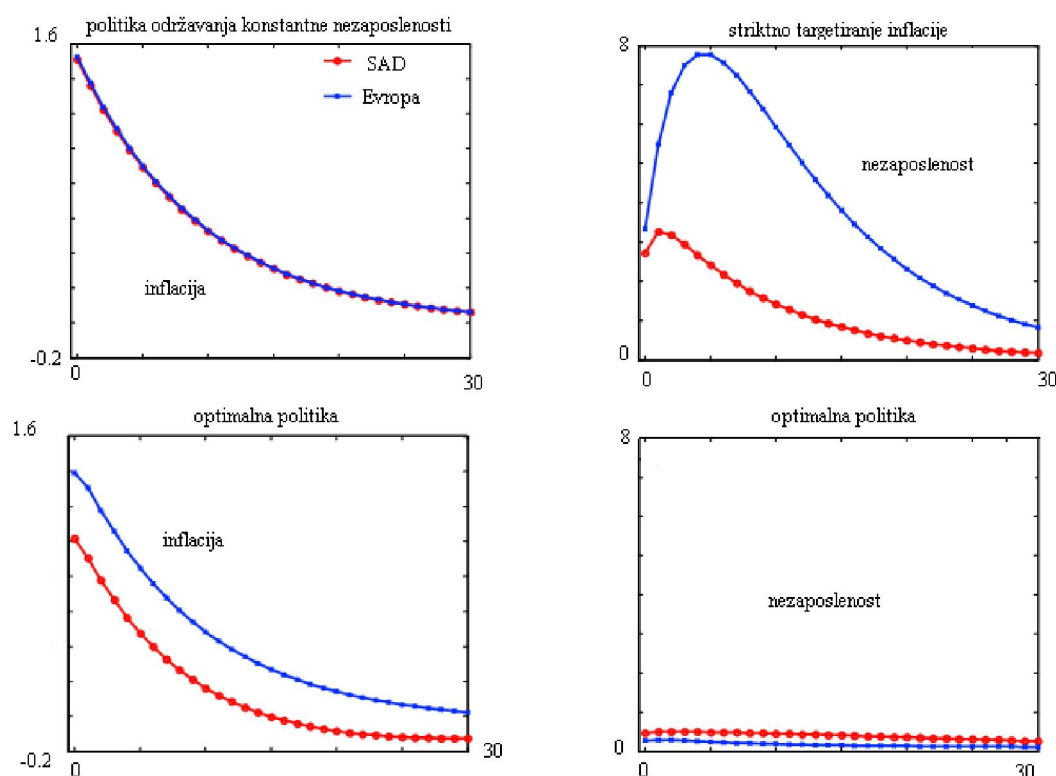 politika održavanja konstantne nezaposlenosti
1.6
SAD
Evropa
inflacija
-0.2
0
30
striktno targetiranje inflacije
8
nezaposlenost
0
0
30
optimalna politika
1.6
inflacija
-0.2
0
30
optimalna politika
8
nezaposlenost
0
0
30